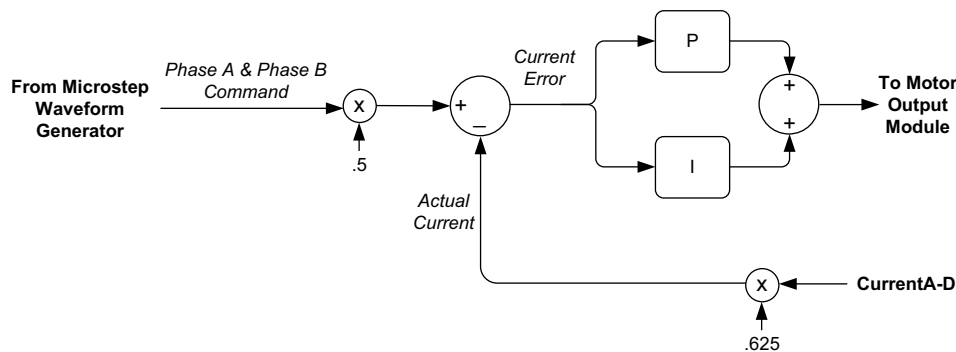 From Microstep
Waveform
Generator
Phase A & Phase B
Command
x
.5
+
_
Current
Error
P
I
+
+
To Motor
Output
Module
Actual
Current
x
.625
CurrentA-D